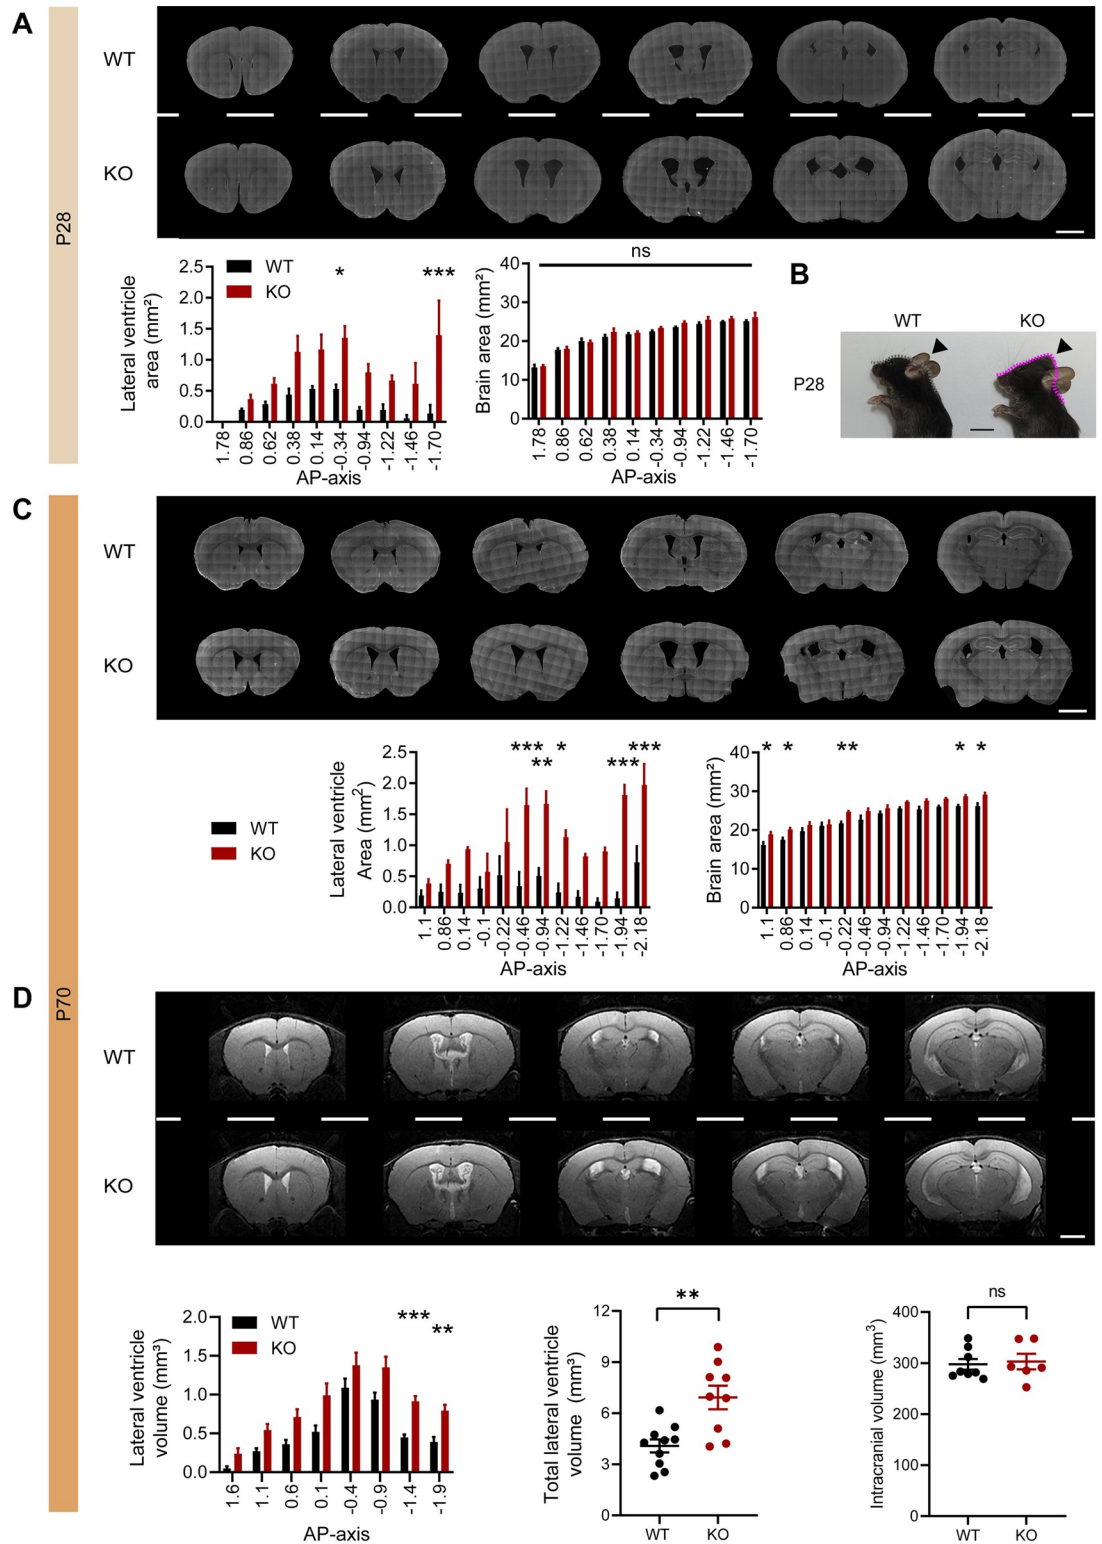 A
P28
WT
KO
Lateral ventricle
area (mm²)
2.5
2.0
1.5
1.0
0.5
0.0
WT
KO
*
***
1.78
0.86
0.62
0.38
0.14
-0.34
-0.94
-1.22
-1.46
-1.70
AP-axis
Brain area (mm²)
40
30
20
10
0
ns
1.78
0.86
0.62
0.38
0.14
-0.34
-0.94
-1.22
-1.46
-1.70
AP-axis
B
WT
KO
P28
C
P70
WT
KO
WT
KO
Lateral ventricle
Area (mm²)
2.5
2.0
1.5
1.0
0.5
0.0
*** * ***
** ***
1.1
0.86
0.14
-0.1
-0.22
-0.46
-0.94
-1.22
-1.46
-1.70
-1.94
-2.18
AP-axis
Brain area (mm²)
40
30
20
10
0
* * ** * *
1.1
0.86
0.14
-0.1
-0.22
-0.46
-0.94
-1.22
-1.46
-1.70
-1.94
-2.18
AP-axis
D
WT
KO
Lateral ventricle
volume (mm³)
2.0
1.5
1.0
0.5
0.0
WT
KO
***
**
1.6
1.1
0.6
0.1
-0.4
-0.9
-1.4
-1.9
AP-axis
Total lateral ventricle
volume (mm³)
12
9
6
3
0
**
WT
KO
Intracranial volume (mm³)
400
300
200
100
0
ns
WT
KO